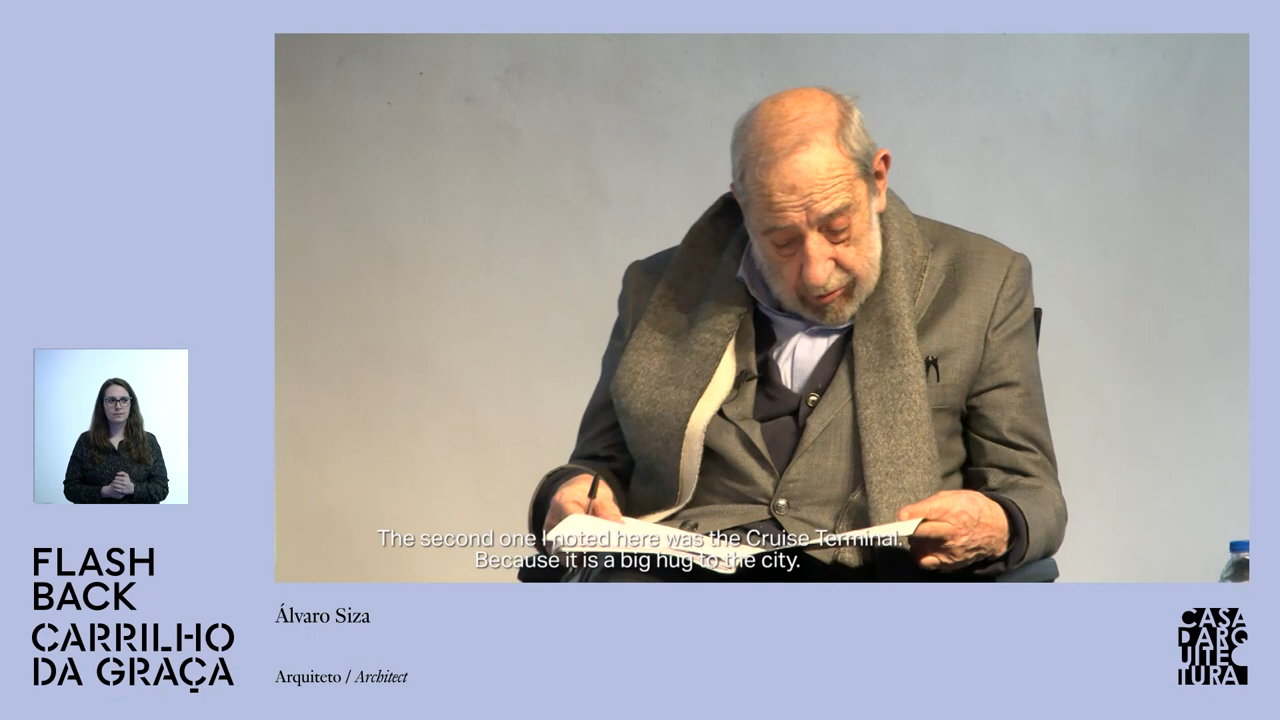 The second one I noted here was the Cruise Terminal.
Because it is a big hug to the city.
FLASH
BACK
CARRILHO
DA GRAÇA
Álvaro Siza
Arquiteto / Architect
CASA
DARQ
UITEC
TURA